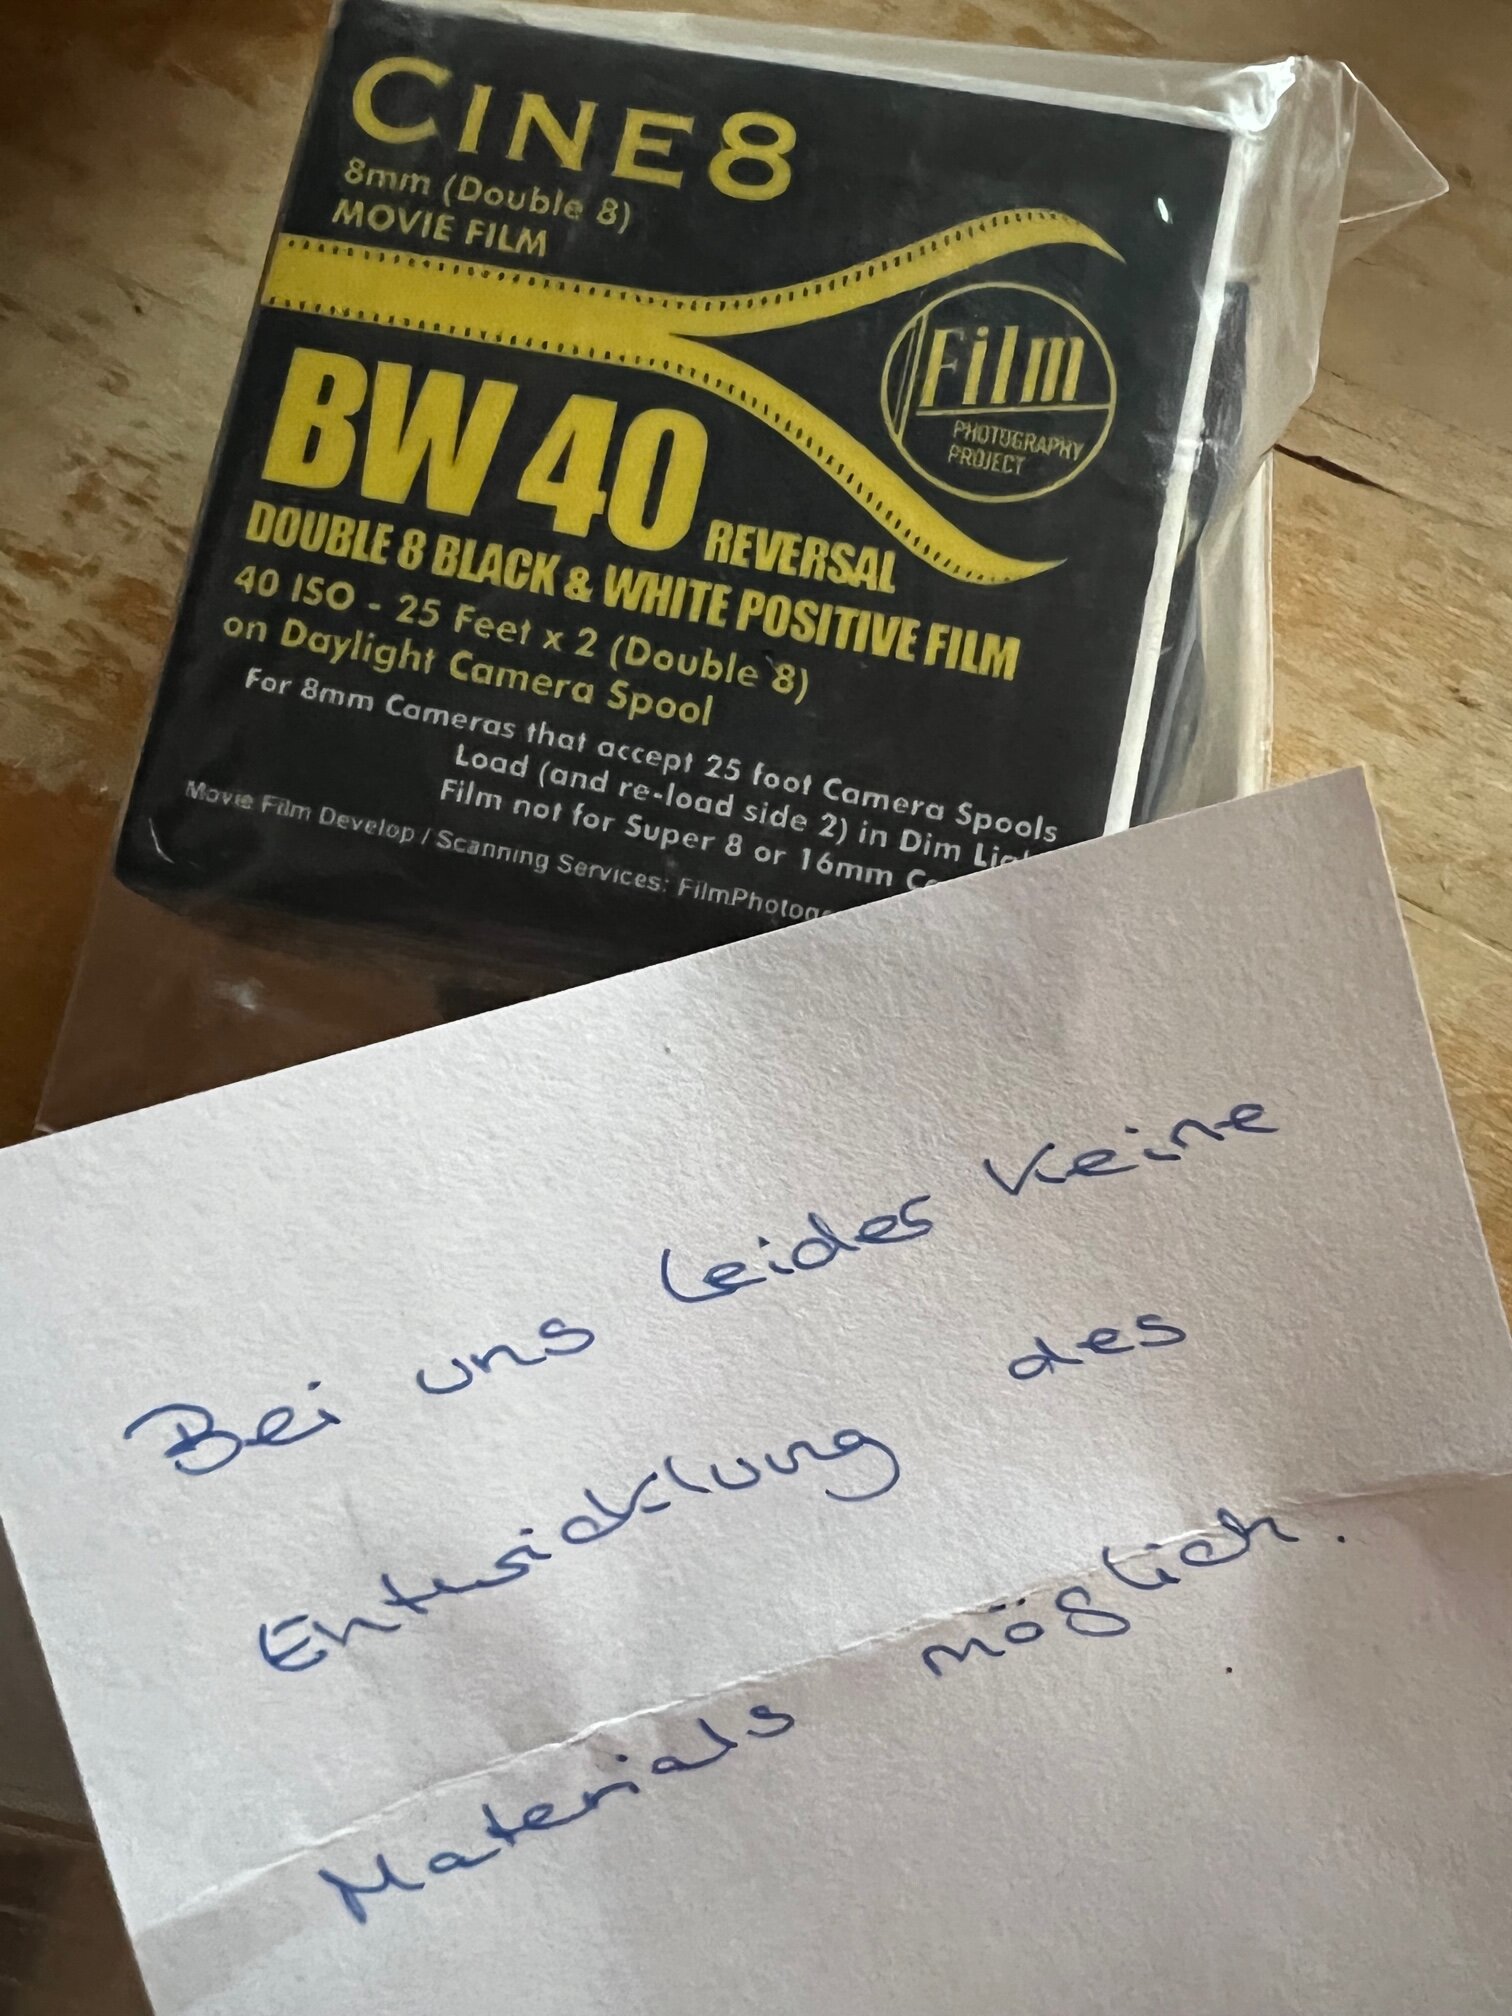 CINE8
8mm (Double 8)
MOVIE FILM
Film
PHOTOGRAPHY
PROJECT
BW 40 REVERSAL
DOUBLE 8 BLACK & WHITE POSITIVE FILM
40 ISO - 25 Feet x 2 (Double 8)
on Daylight Camera Spool
For 8mm Cameras that accept 25 foot Camera Spools
Load (and re-load side 2) in Dim
Film not for Super 8 or 16mm
Movie Film Develop / Scanning Services:
Bei uns leider keine
Entwicklung des
Materials möglich.